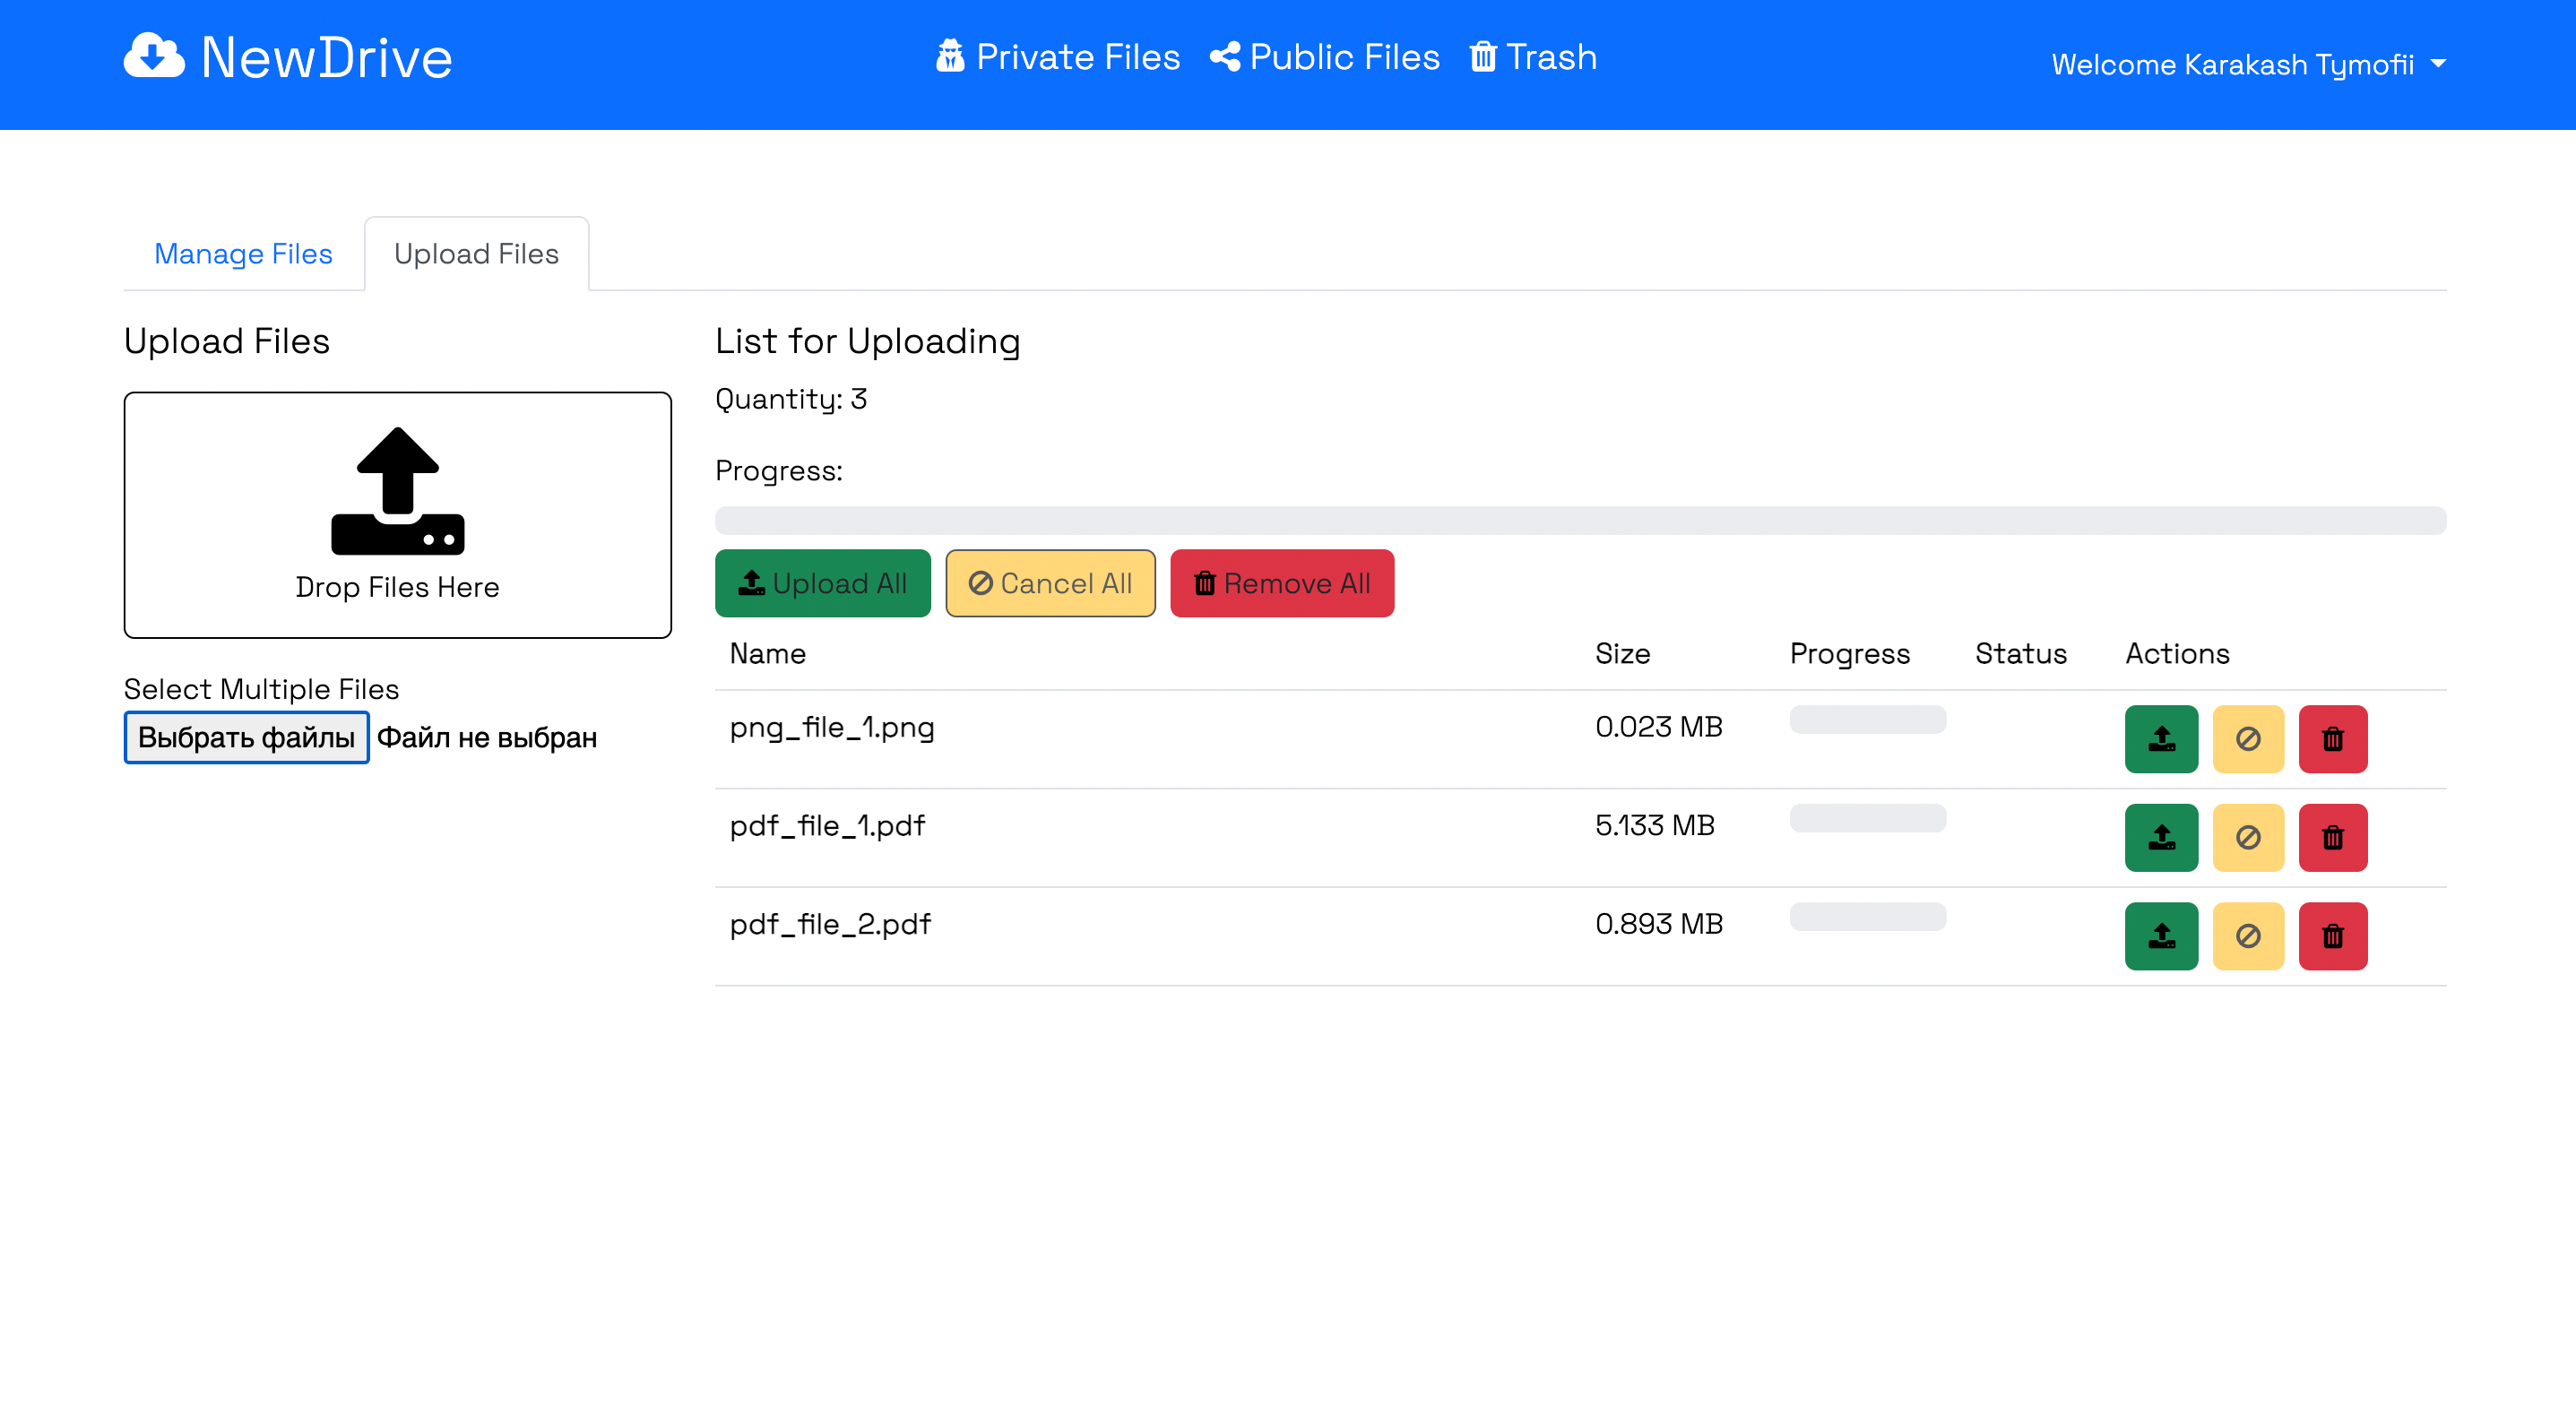 NewDrive
Private Files Public Files Trash
Welcome Karakash Tymofii
Manage Files
Upload Files
Upload Files
Drop Files Here
Select Multiple Files
Выбрать файлы Файл не выбран
List for Uploading
Quantity: 3
Progress:
Upload All Cancel All Remove All
Name Size Progress Status Actions
png_file_1.png 0.023 MB
pdf_file_1.pdf 5.133 MB
pdf_file_2.pdf 0.893 MB